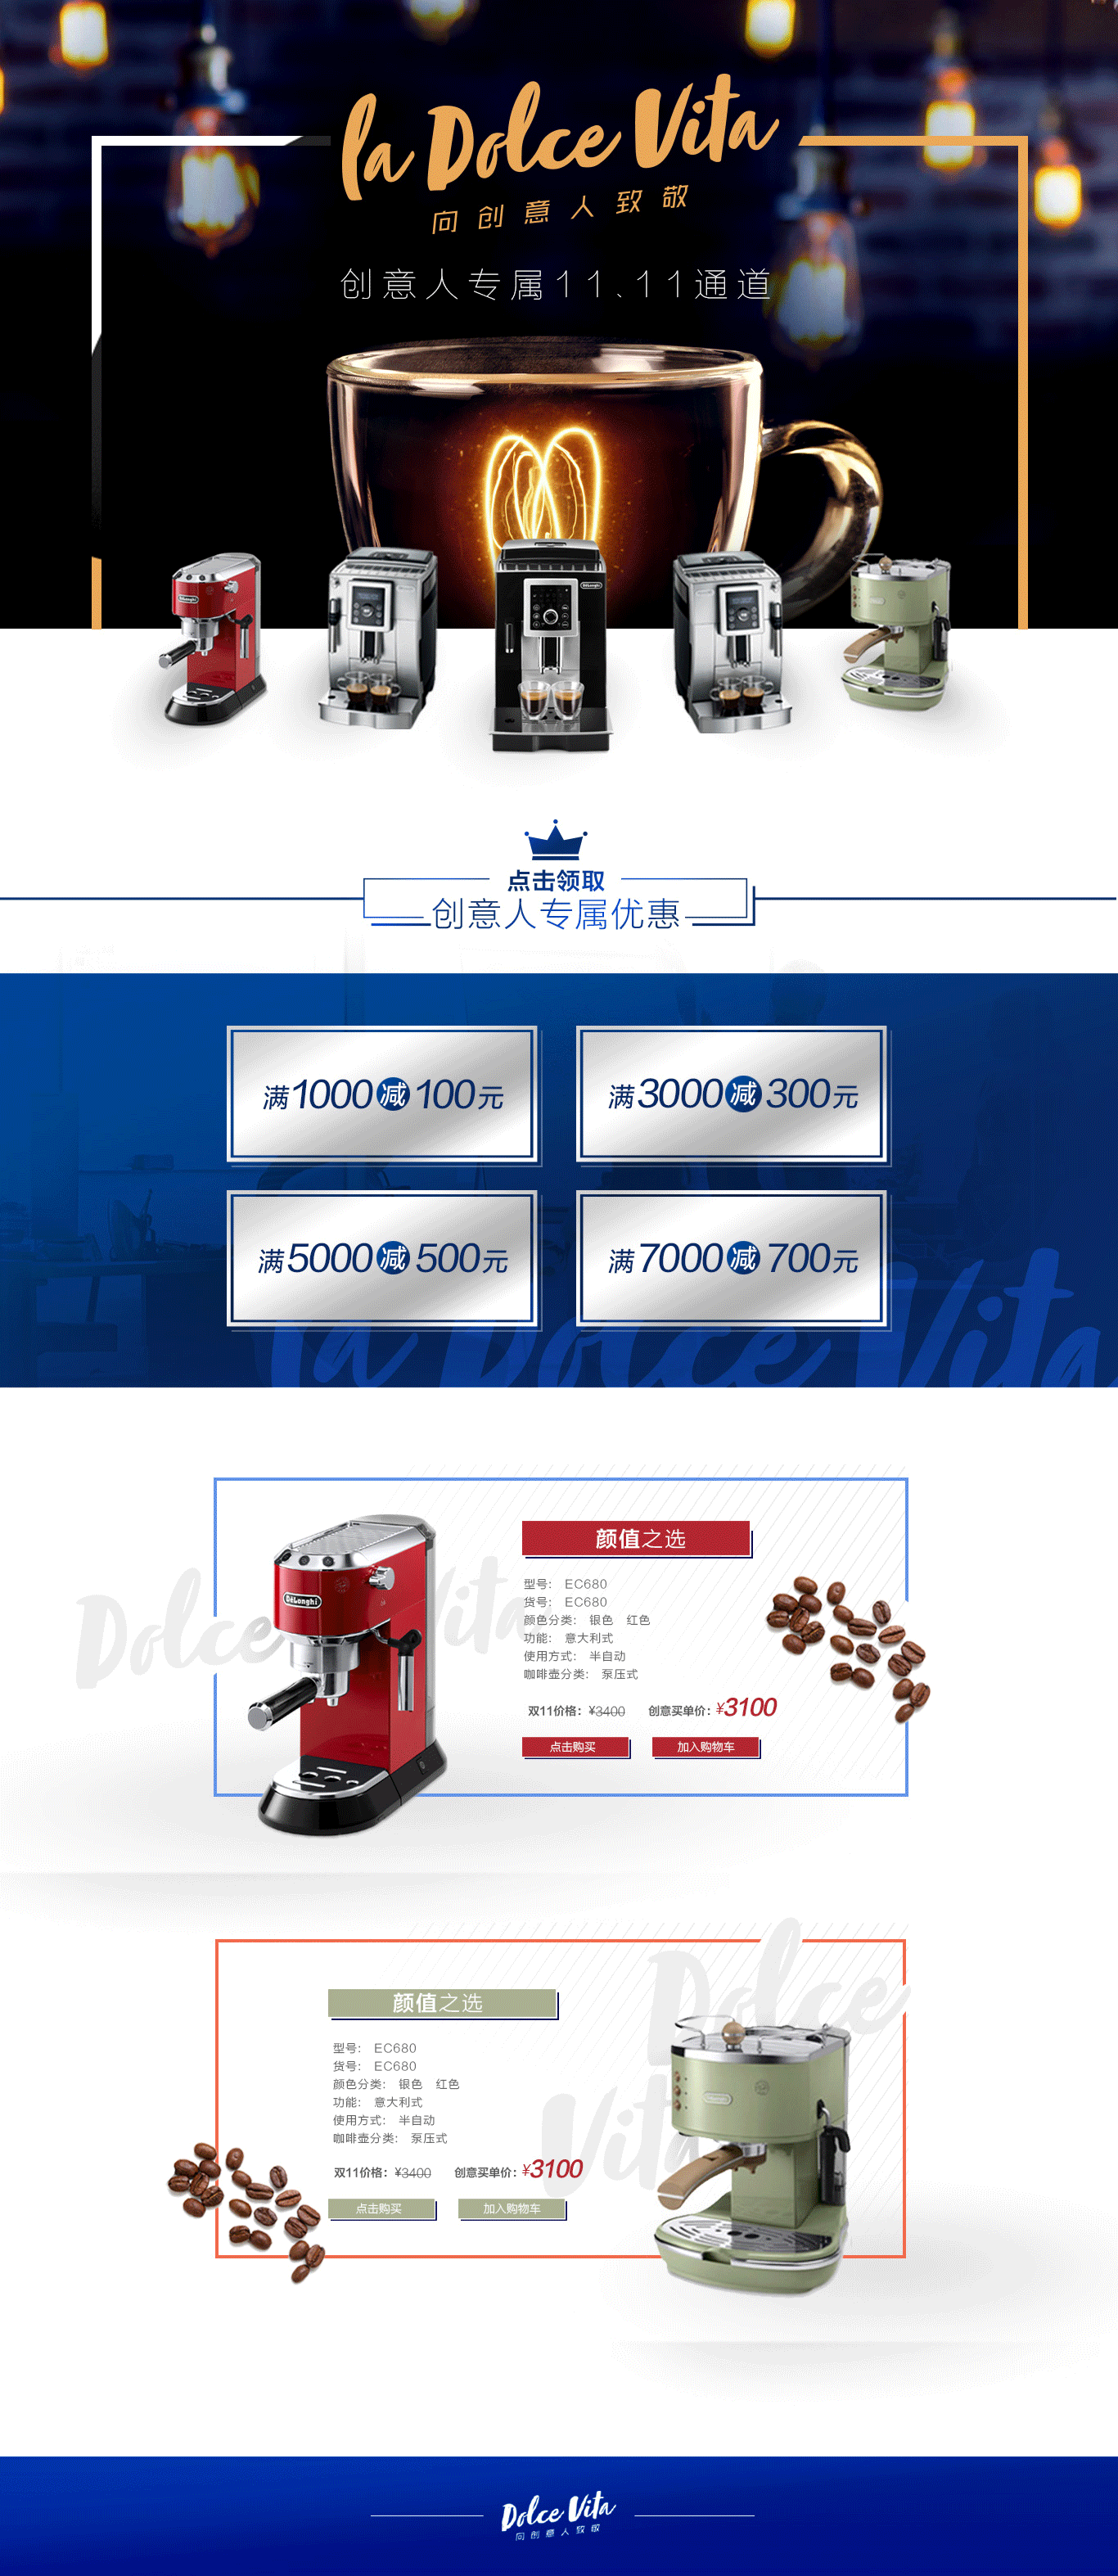 la Dolce Vita
向创意人致敬
创意人专属11.11通道
DeLonghi
DeLonghi
点击领取
创意人专属优惠
满1000减100元
满3000减300元
满5000减500元
满7000减700元
la Dolce Vita
Dolce Vita
DeLonghi
颜值之选
型号： EC680
货号： EC680
颜色分类： 银色 红色
功能： 意大利式
使用方式： 半自动
咖啡壶分类： 泵压式
双11价格：¥3400 创意买单价：¥3100
点击购买 加入购物车
Dolce
Vita
颜值之选
型号： EC680
货号： EC680
颜色分类： 银色 红色
功能： 意大利式
使用方式： 半自动
咖啡壶分类： 泵压式
双11价格：¥3400 创意买单价：¥3100
点击购买 加入购物车
Dolce Vita
向创意人致敬